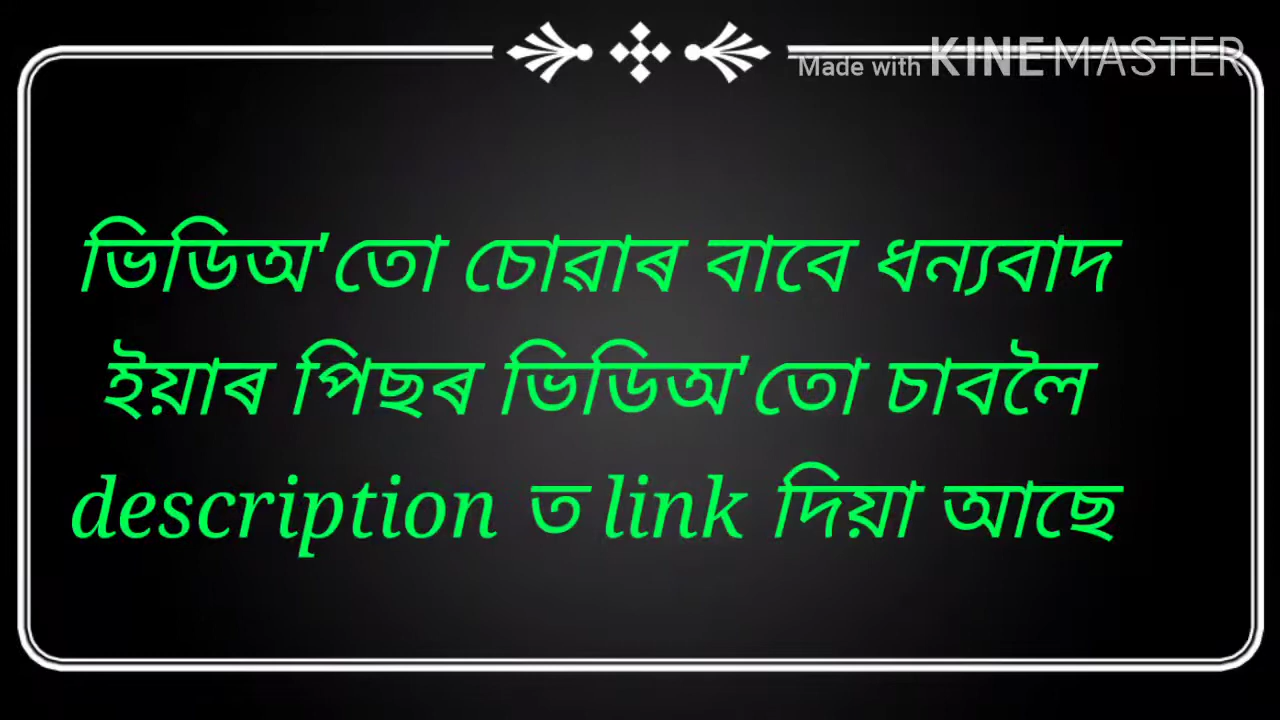 Made with KINEMASTER
ভিডিঅ'তো চোৱাৰ বাবে ধন্যবাদ
ইয়াৰ পিছৰ ভিডিঅ'তো চাবলৈ
description ত link দিয়া আছে